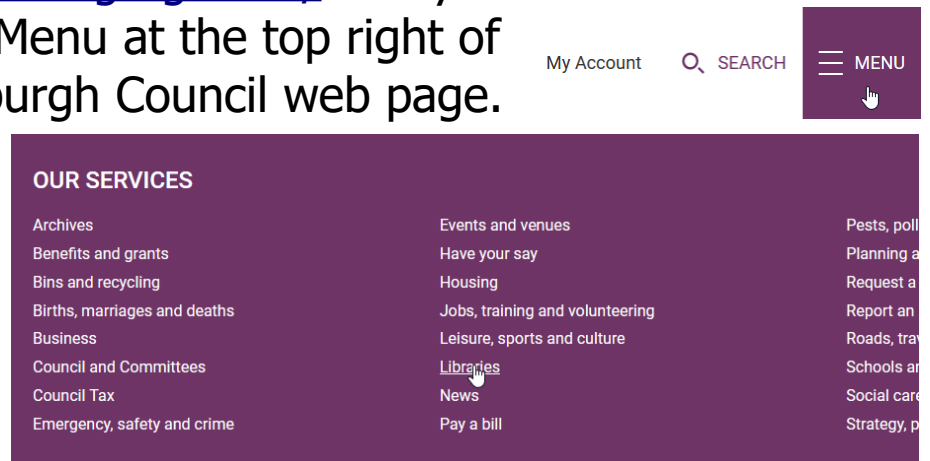 Menu at the top right of
burgh Council web page.
My Account SEARCH MENU
OUR SERVICES
Archives
Benefits and grants
Bins and recycling
Births, marriages and deaths
Business
Council and Committees
Council Tax
Emergency, safety and crime
Events and venues
Have your say
Housing
Jobs, training and volunteering
Leisure, sports and culture
Libraries
News
Pay a bill
Pests, poll
Planning a
Request a
Report an
Roads, tra
Schools ar
Social care
Strategy, p